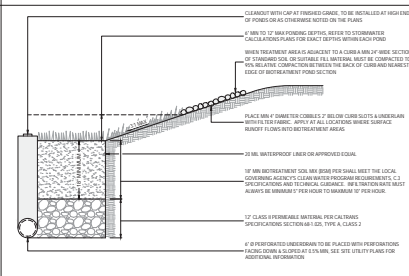 CLEANOUT WITH CAP AT FINISHED GRADE, TO BE INSTALLED AT HIGH END
OF PONDS OR AS OTHERWISE NOTED ON THE PLANS
6" MIN TO 12" MAX PONDING DEPTHS, REFER TO STORMWATER
CALCULATIONS PLANS FOR EXACT DEPTHS WITHIN EACH POND
WHEN TREATMENT AREA IS ADJACENT TO A CURB A MIN 24"-WIDE SECTION
OF STANDARD SOIL OR SUITABLE FILL MATERIAL MUST BE COMPACTED TO
95% RELATIVE COMPACTION BETWEEN THE BACK OF CURB AND NEAREST
EDGE OF BIOTREATMENT POND SECTION
PLACE MIN 4" DIAMETER COBBLES 2" BELOW CURB SLOTS & UNDERLAIN
WITH FILTER FABRIC. APPLY AT ALL LOCATIONS WHERE SURFACE
RUNOFF FLOWS INTO BIOTREATMENT AREAS
20 MIL WATERPROOF LINER OR APPROVED EQUAL
18" MIN BIOTREATMENT SOIL MIX (BSM) PER SHALL MEET THE LOCAL
GOVERNING AGENCY'S CLEAN WATER PROGRAM REQUIREMENTS, C.3
SPECIFICATIONS AND TECHNICAL GUIDANCE. INFILTRATION RATE MUST
ALWAYS BE MINIMUM 5" PER HOUR TO MAXIMUM 10" PER HOUR.
12" CLASS II PERMEABLE MATERIAL PER CALTRANS
SPECIFICATIONS SECTION 68-1.025, TYPE A, CLASS 2
6" Ø PERFORATED UNDERDRAIN TO BE PLACED WITH PERFORATIONS
FACING DOWN & SLOPED AT 0.5% MIN, SEE SITE UTILITY PLANS FOR
ADDITIONAL INFORMATION